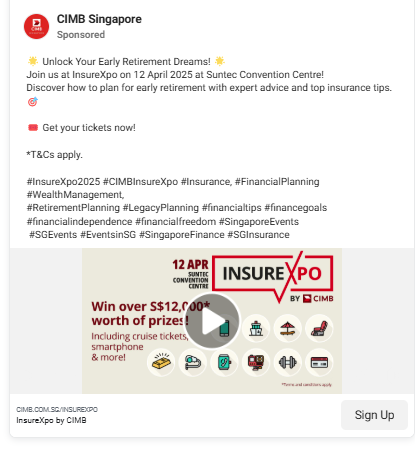 CIMB Singapore
Sponsored
🌟 Unlock Your Early Retirement Dreams! 🌟
Join us at InsureXpo on 12 April 2025 at Suntec Convention Centre!
Discover how to plan for early retirement with expert advice and top insurance tips.
🎯
🎟️ Get your tickets now!
*T&Cs apply.
#InsureXpo2025 #CIMBInsureXpo #Insurance, #FinancialPlanning
#WealthManagement,
#RetirementPlanning #LegacyPlanning #financialtips #financegoals
#financialindependence #financialfreedom #SingaporeEvents
#SGEvents #EventsinSG #SingaporeFinance #SGInsurance
12 APR
SUNTEC
CONVENTION
CENTRE
INSUREXPO
BY CIMB
Win over S$12,000*
worth of prizes!
Including cruise tickets,
smartphone
& more!
*Terms and conditions apply
CIMB.COM.SG/INSUREXPO
InsureXpo by CIMB
Sign Up